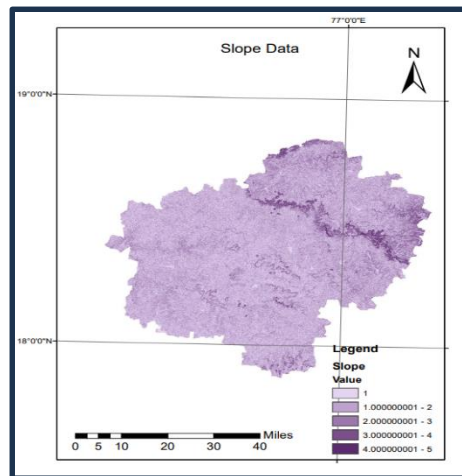 77°0'0"E
Slope Data
N
19°0'0"N
18°0'0"N
Legend
Slope
Value
1
1.000000001 - 2
2.000000001 - 3
3.000000001 - 4
4.000000001 - 5
Miles
0 5 10 20 30 40